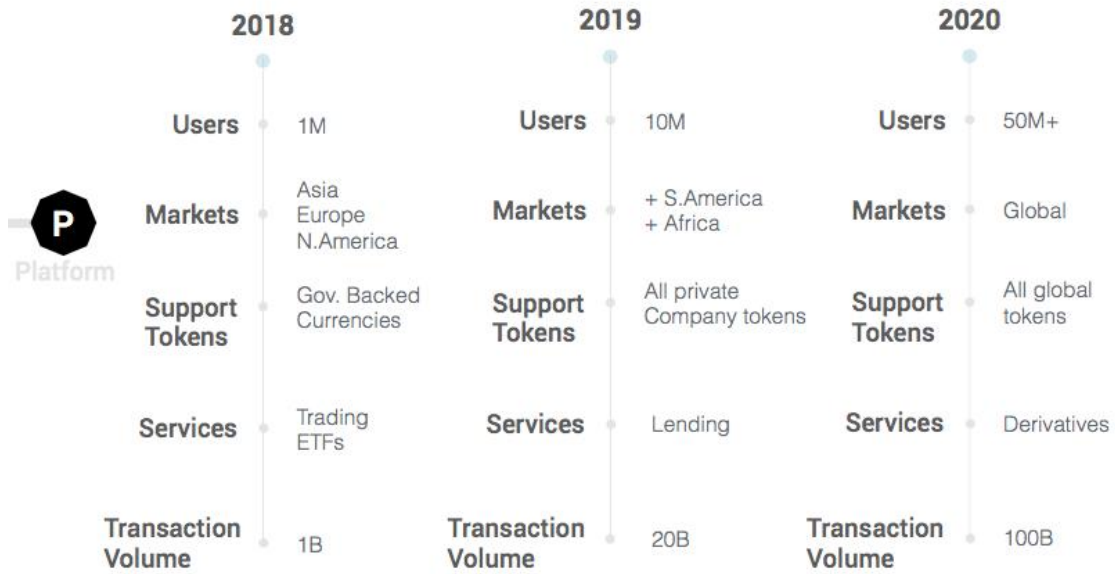 2018
Users
1M
Markets
Asia
Europe
N.America
Support
Tokens
Gov. Backed
Currencies
Services
Trading
ETFs
Transaction
Volume
1B
2019
Users
10M
Markets
+ S.America
+ Africa
Support
Tokens
All private
Company tokens
Services
Lending
Transaction
Volume
20B
2020
Users
50M+
Markets
Global
Support
Tokens
All global
tokens
Services
Derivatives
Transaction
Volume
100B
P
Platform